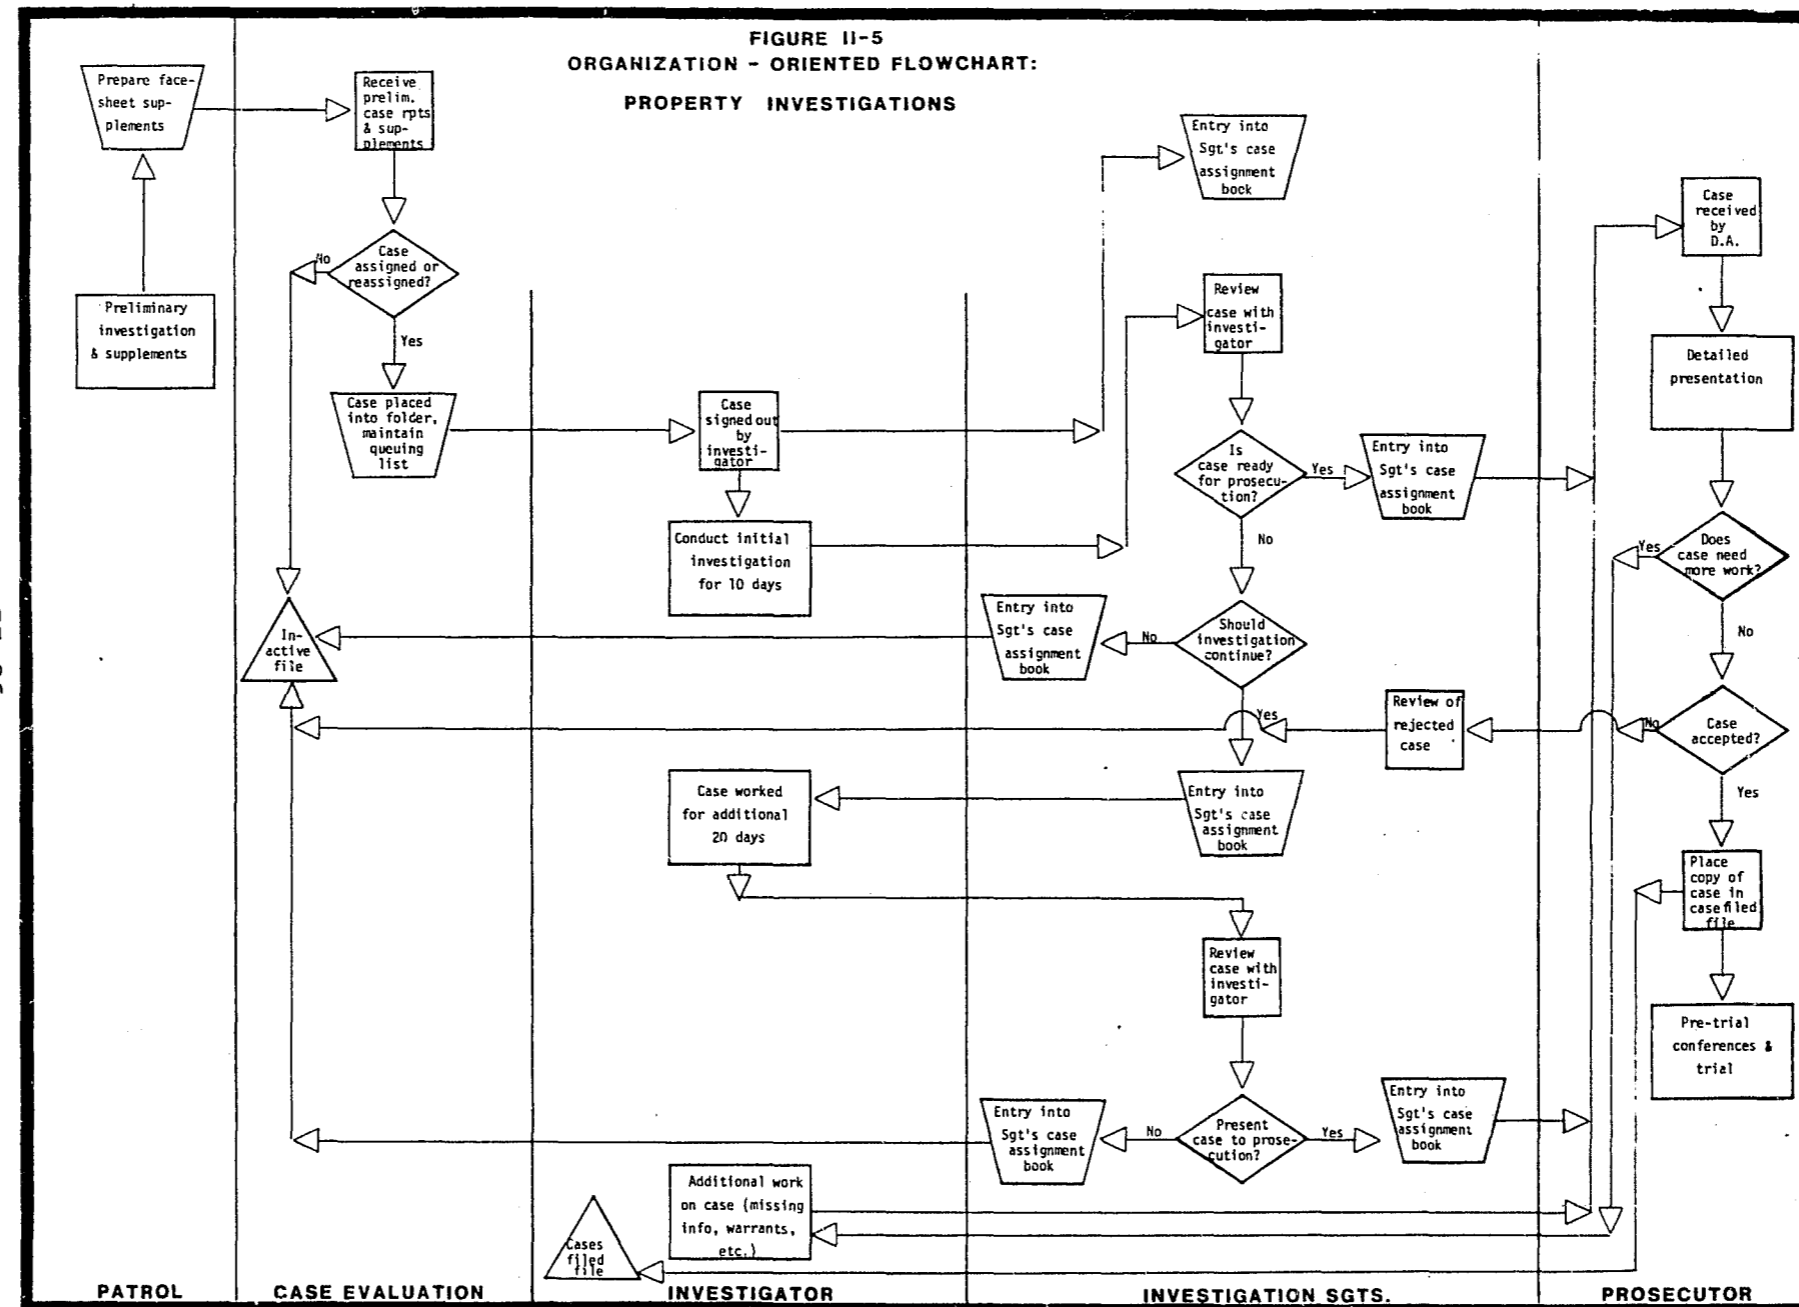 FIGURE II-5
ORGANIZATION - ORIENTED FLOWCHART:
PROPERTY INVESTIGATIONS
Prepare face-
sheet sup-
plements
Preliminary
investigation
& supplements
Receive
prelim.
case rpts
& sup-
plements
Case
assigned or
reassigned?
No
Yes
Case placed
into folder,
maintain
queuing
list
In-
active
file
Case
signed out
by
investi-
gator
Conduct initial
investigation
for 10 days
Entry into
Sgt's case
assignment
book
Review
case with
investi-
gator
Is
case ready
for prosecu-
tion?
Yes
No
Entry into
Sgt's case
assignment
book
Should
investigation
continue?
No
Yes
Entry into
Sgt's case
assignment
book
Review of
rejected
case
Entry into
Sgt's case
assignment
book
Case worked
for additional
20 days
Review
case with
investi-
gator
Present
case to prose-
cution?
No
Yes
Entry into
Sgt's case
assignment
book
Entry into
Sgt's case
assignment
book
Additional work
on case (missing
info, warrants,
etc.)
Cases
filed
file
Case
received
by
D.A.
Detailed
presentation
Does
case need
more work?
Yes
No
Case
accepted?
No
Yes
Place
copy of
case in
case filed
file
Pre-trial
conferences &
trial
PATROL
CASE EVALUATION
INVESTIGATOR
INVESTIGATION SGTS.
PROSECUTOR